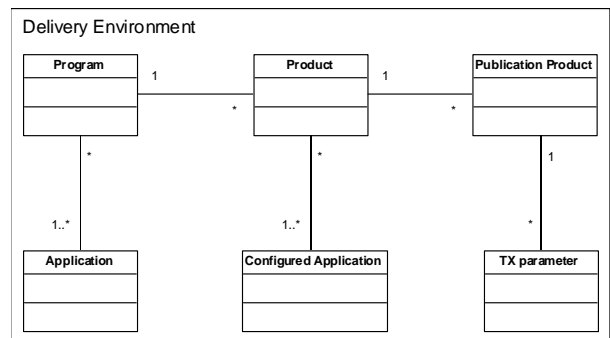 Delivery Environment
Program
1
*
Product
1
*
Publication Product
*
1..*
*
1..*
1
*
Application
Configured Application
TX parameter